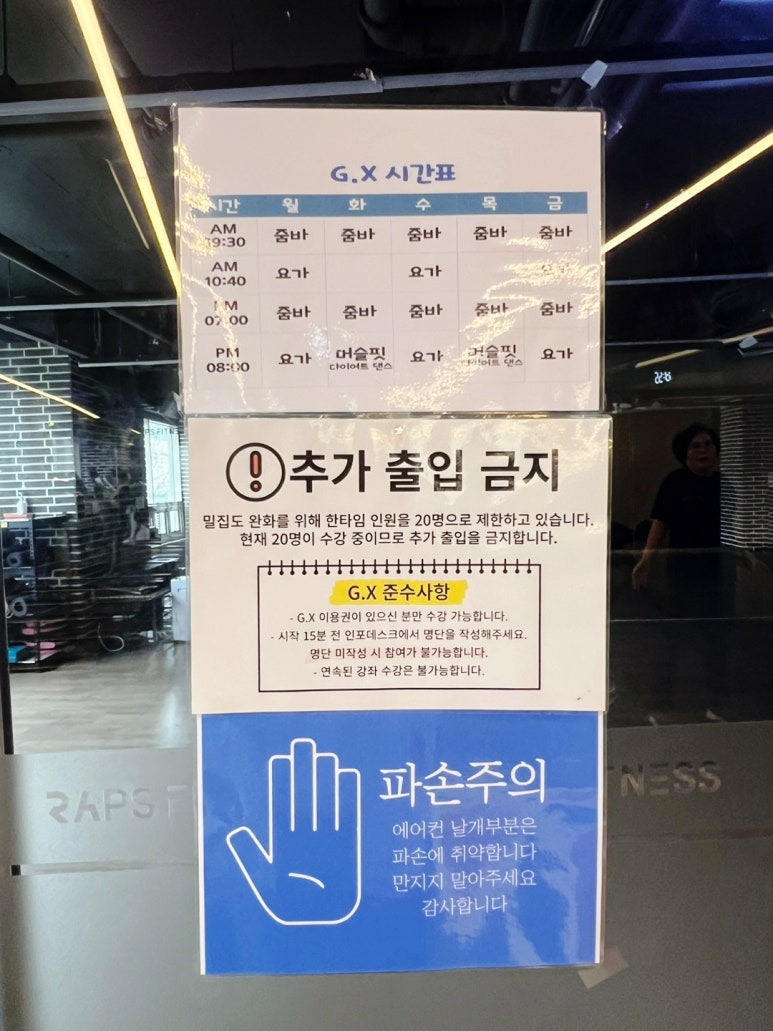 G.X 시간표
시간 월 화 수 목 금
AM 09:30 줌바 줌바 줌바 줌바 줌바
AM 10:40 요가 요가
PM 07:00 줌바 줌바 줌바 줌바 줌바
PM 08:00 요가 머슬핏 다이어트 댄스 요가 머슬핏 다이어트 댄스 요가
추가 출입 금지
밀집도 완화를 위해 한타임 인원을 20명으로 제한하고 있습니다.
현재 20명이 수강 중이므로 추가 출입을 금지합니다.
G.X 준수사항
- G.X 이용권이 있으신 분만 수강 가능합니다.
- 시작 15분 전 인포데스크에서 명단을 작성해주세요.
명단 미작성 시 참여가 불가능합니다.
- 연속된 강좌 수강은 불가능합니다.
파손주의
에어컨 날개부분은
파손에 취약합니다
만지지 말아주세요
감사합니다
RAPS